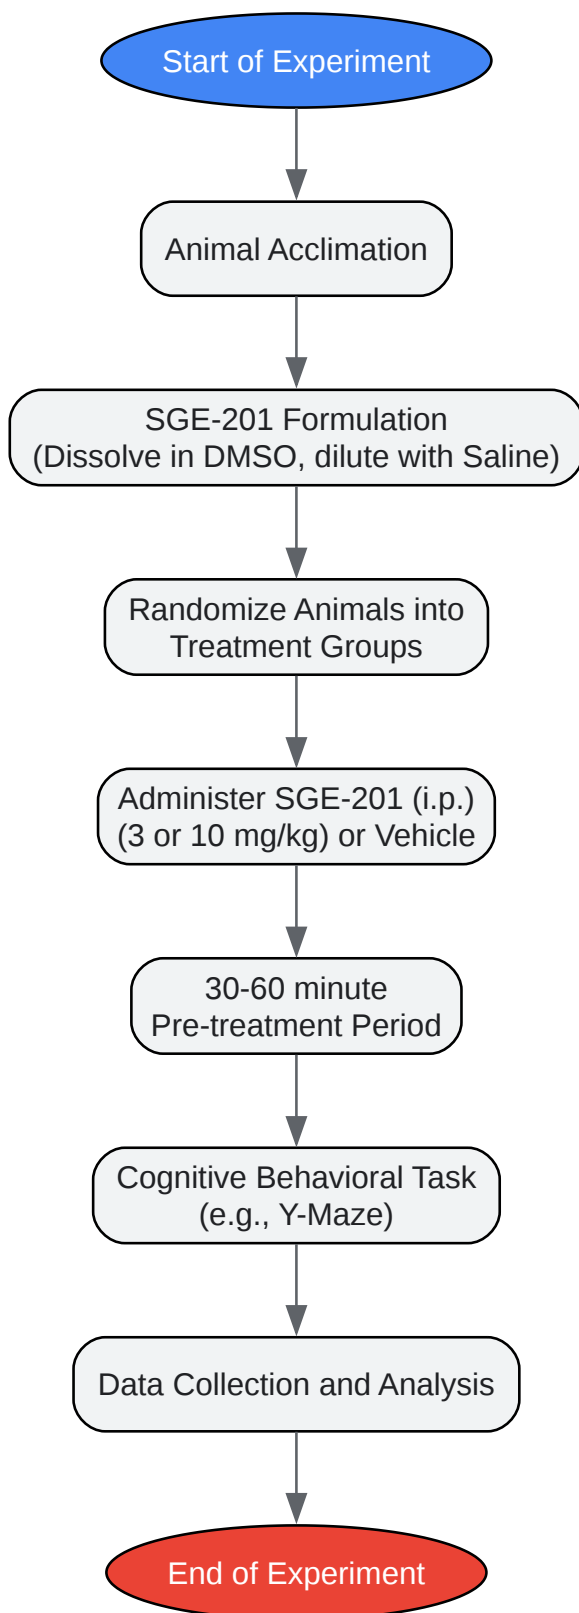 Start of Experiment
Animal Acclimation
SGE-201 Formulation
(Dissolve in DMSO, dilute with Saline)
Randomize Animals into
Treatment Groups
Administer SGE-201 (i.p.)
(3 or 10 mg/kg) or Vehicle
30-60 minute
Pre-treatment Period
Cognitive Behavioral Task
(e.g., Y-Maze)
Data Collection and Analysis
End of Experiment